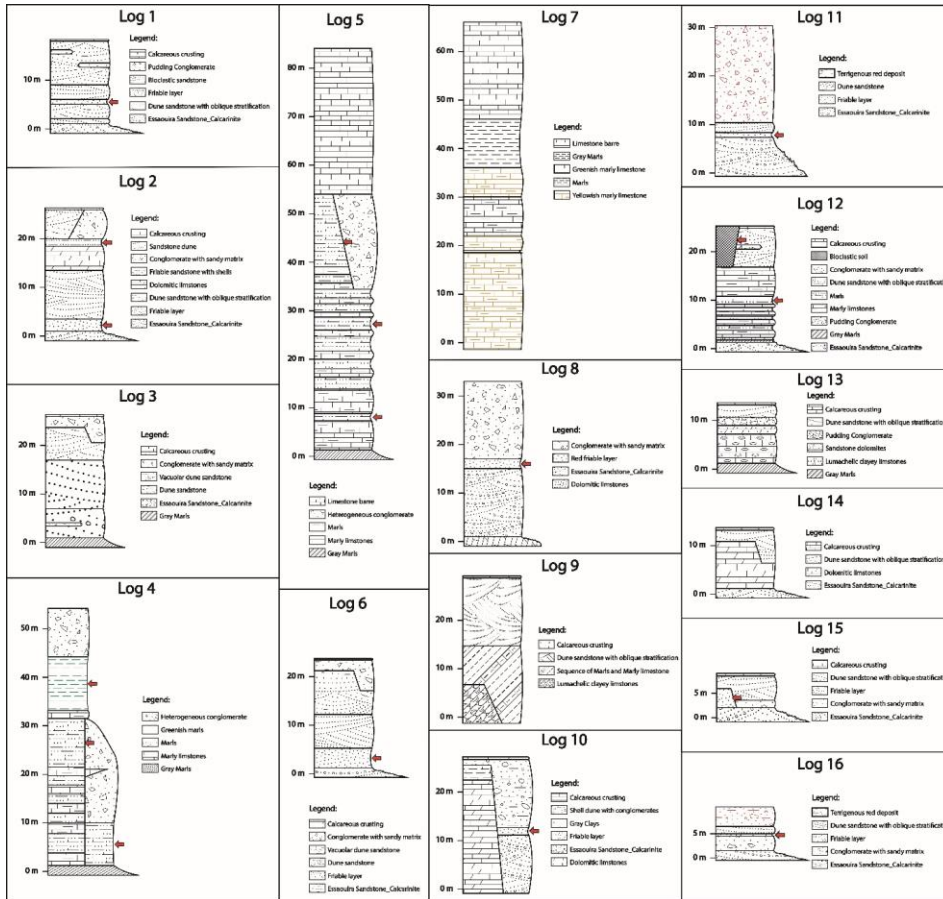 Log 1
10 m
0 m
Legend:
Calcareous crusting
Pudding Conglomerate
Bioclastic sandstone
Friable layer
Dune sandstone with oblique stratification
Essaouira Sandstone_Calcarinite
Log 2
20 m
10 m
0 m
Legend:
Calcareous crusting
Sandstone dune
Conglomerate with sandy matrix
Friable sandstone with shells
Dolomitic limstones
Dune sandstone with oblique stratification
Friable layer
Essaouira Sandstone_Calcarinite
Log 3
20 m
10 m
0 m
Legend:
Calcareous crusting
Conglomerate with sandy matrix
Vacuolar dune sandstone
Dune sandstone
Essaouira Sandstone_Calcarinite
Gray Marls
Log 4
50 m
40 m
30 m
20 m
10 m
0 m
Legend:
Heterogeneous conglomerate
Greenish marls
Marls
Marly limestones
Gray Marls
Log 5
80 m
70 m
60 m
50 m
40 m
30 m
20 m
10 m
0 m
Legend:
Limestone barre
Heterogeneous conglomerate
Marls
Marly limestones
Gray Marls
Log 6
20 m
10 m
0 m
Legend:
Calcareous crusting
Conglomerate with sandy matrix
Vacuolar dune sandstone
Dune sandstone
Friable layer
Essaouira Sandstone_Calcarinite
Log 7
60 m
50 m
40 m
30 m
20 m
10 m
0 m
Legend:
Limestone barre
Gray Marls
Greenish marly limestone
Marls
Yellowish marly limestone
Log 8
30 m
20 m
10 m
0 m
Legend:
Conglomerate with sandy matrix
Red friable layer
Essaouira Sandstone_Calcarinite
Dolomitic limstones
Log 9
20 m
10 m
0 m
Legend:
Calcareous crusting
Dune sandstone with oblique stratification
Sequence of Marls and Marly limestone
Lumachelic clayey limestones
Log 10
20 m
10 m
0 m
Legend:
Calcareous crusting
Shell dune with conglomerates
Gray Clays
Friable layer
Essaouira Sandstone_Calcarinite
Dolomitic limstones
Log 11
30 m
20 m
10 m
0 m
Legend:
Terrigenous red deposit
Dune sandstone
Friable layer
Essaouira Sandstone_Calcarinite
Log 12
20 m
10 m
0 m
Legend:
Calcareous crusting
Bioclastic soil
Conglomerate with sandy matrix
Dune sandstone with oblique stratification
Marls
Marly limstones
Pudding Conglomerate
Gray Marls
Essaouira Sandstone_Calcarinite
Log 13
10 m
0 m
Legend:
Calcareous crusting
Dune sandstone with oblique stratification
Pudding Conglomerate
Sandstone dolomites
Lumachelic clayey limstones
Gray Marls
Log 14
10 m
0 m
Legend:
Calcareous crusting
Dune sandstone with oblique stratification
Dolomitic limstones
Essaouira Sandstone_Calcarinite
Log 15
5 m
0 m
Legend:
Calcareous crusting
Dune sandstone with oblique stratification
Friable layer
Conglomerate with sandy matrix
Essaouira Sandstone_Calcarinite
Log 16
5 m
0 m
Legend:
Terrigenous red deposit
Dune sandstone with oblique stratification
Friable layer
Conglomerate with sandy matrix
Essaouira Sandstone_Calcarinite